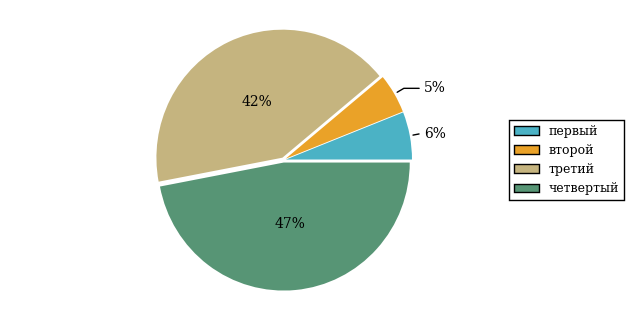 5%
42%
6%
47%
первый
второй
третий
четвертый